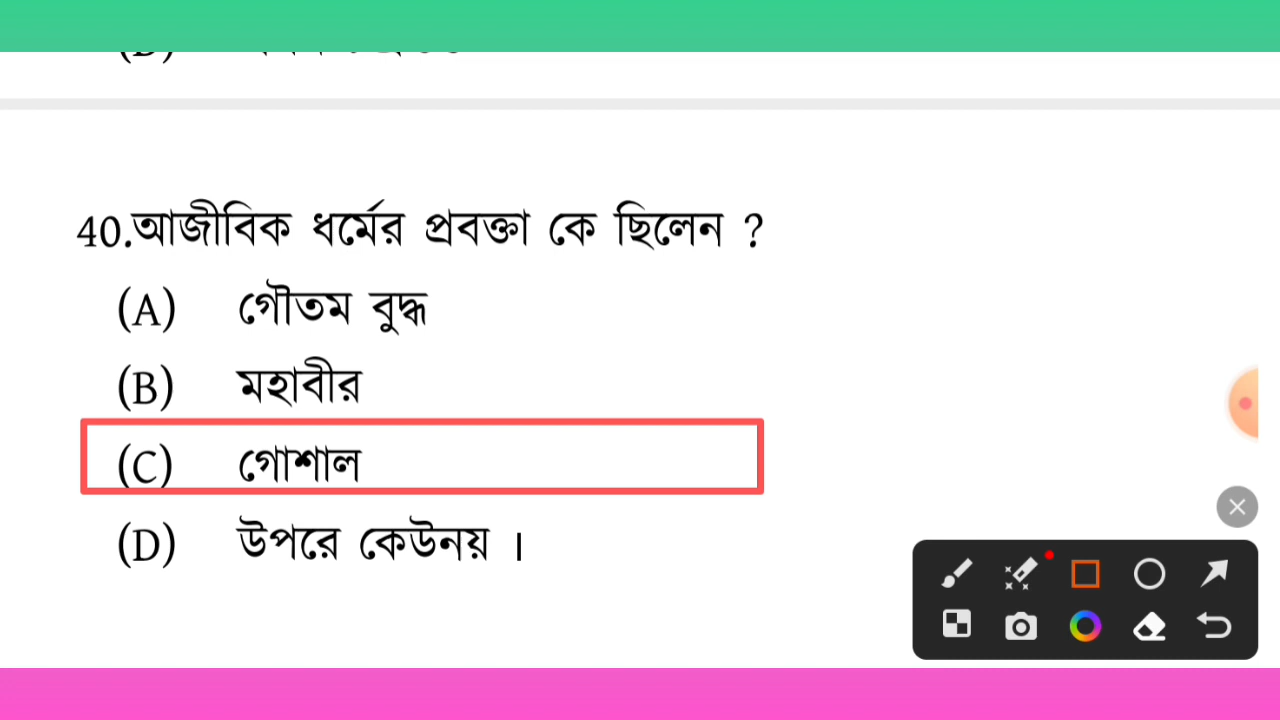 40.আজীবিক ধর্মের প্রবক্তা কে ছিলেন ?
(A) গৌতম বুদ্ধ
(B) মহাবীর
(C) গোশাল
(D) উপরে কেউনয় ।